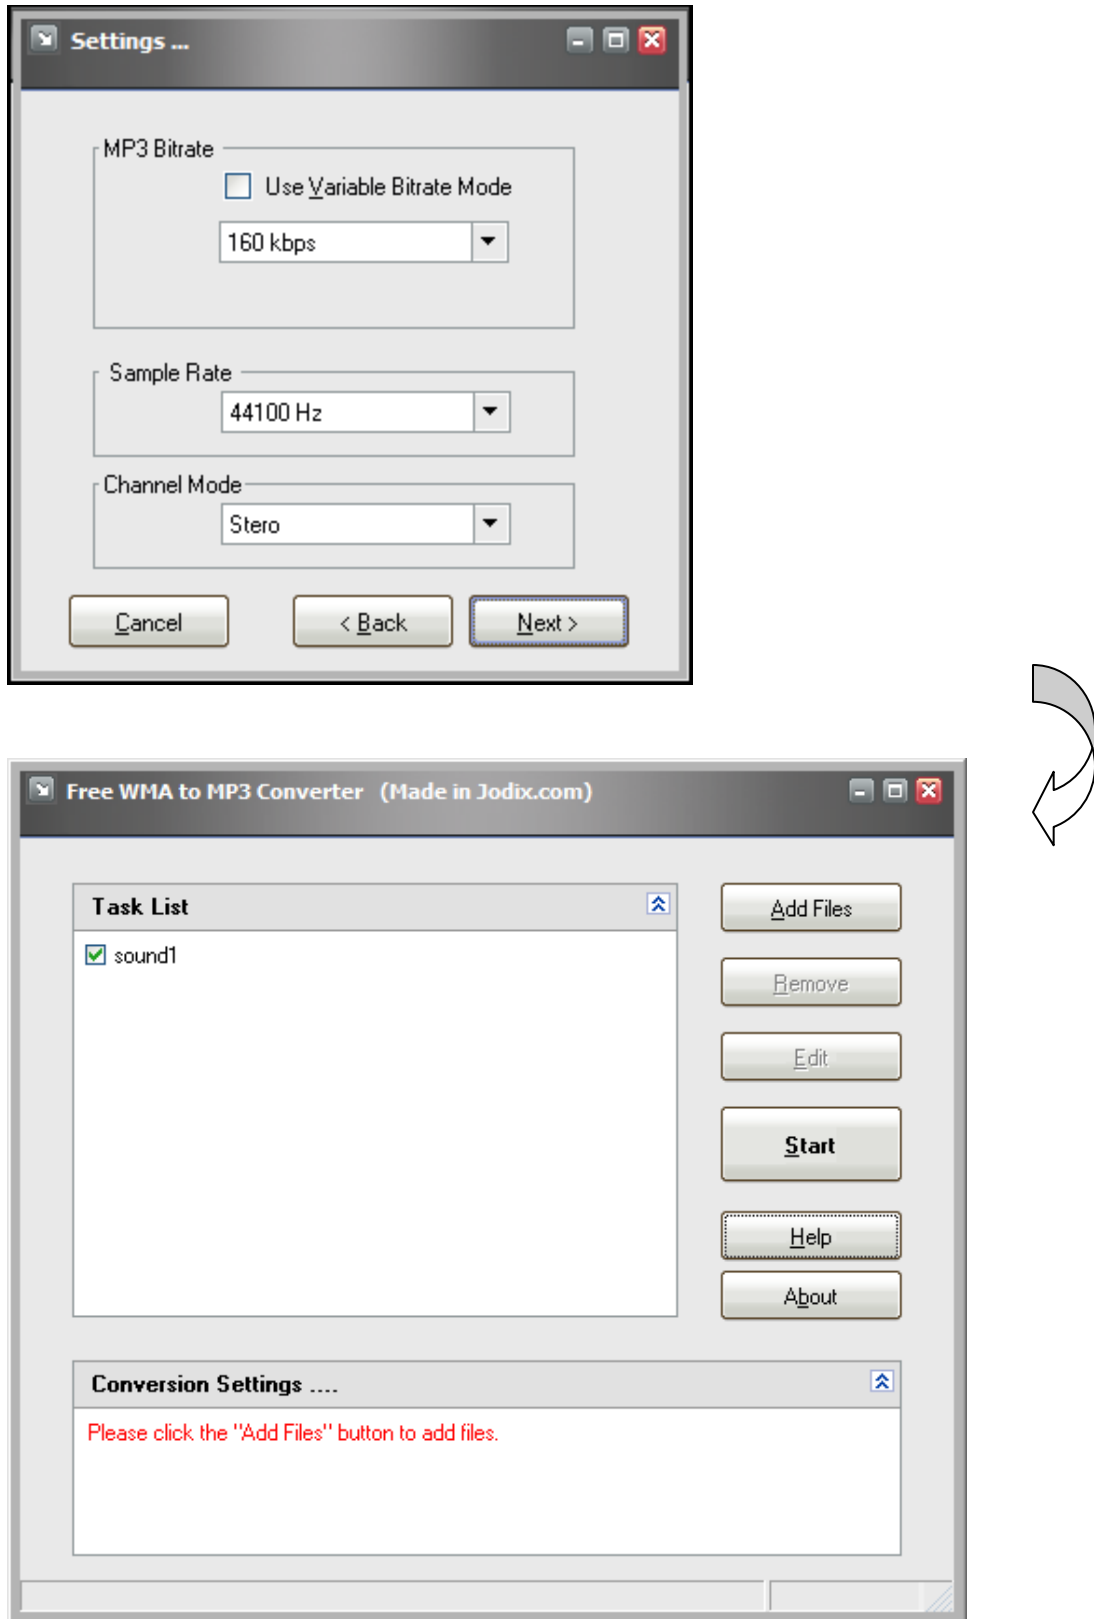 Settings ...
MP3 Bitrate
Use Variable Bitrate Mode
160 kbps
Sample Rate
44100 Hz
Channel Mode
Stero
Cancel
< Back
Next >
Free WMA to MP3 Converter (Made in Jodix.com)
Task List
sound1
Add Files
Remove
Edit
Start
Help
About
Conversion Settings ....
Please click the "Add Files" button to add files.